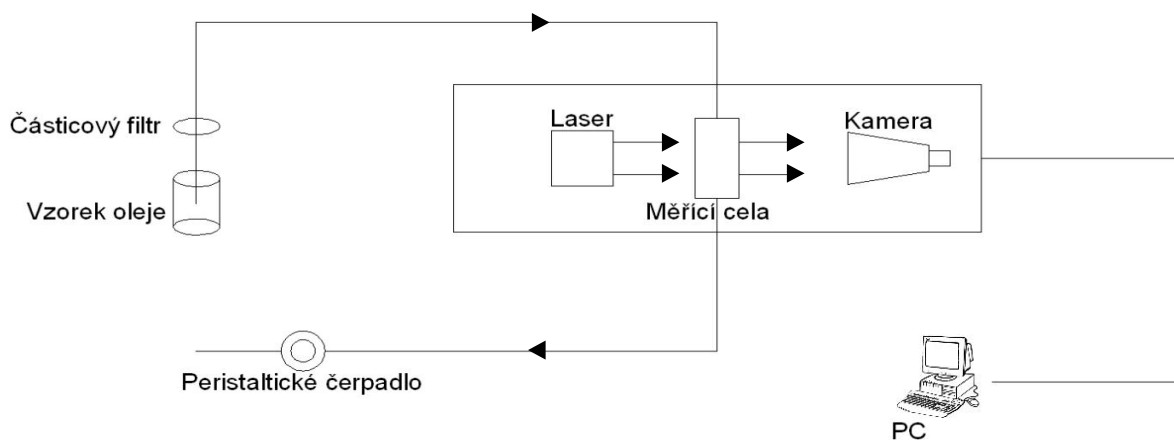 Částicový filtr
Vzorek oleje
Laser
Kamera
Měřící cela
Peristaltické čerpadlo
PC